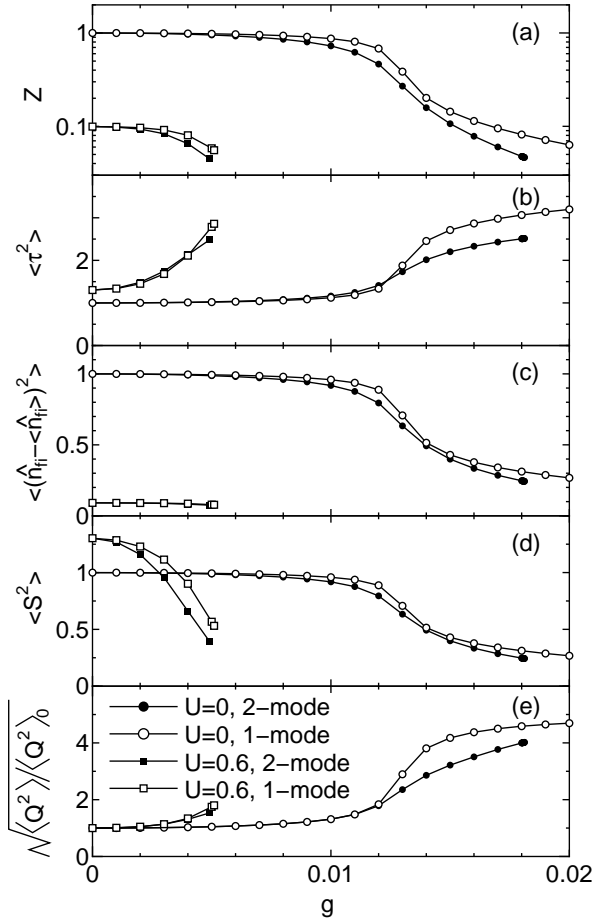 (a)
1
0.1
Z
(b)
2
0
<τ²>
(c)
1
0.5
0
<(n̂fi−<n̂fi>)²>
(d)
1
0.5
0
<S²>
(e)
4
2
0
√⟨Q²⟩/⟨Q²⟩₀
U=0, 2−mode
U=0, 1−mode
U=0.6, 2−mode
U=0.6, 1−mode
0 0.01 0.02
g